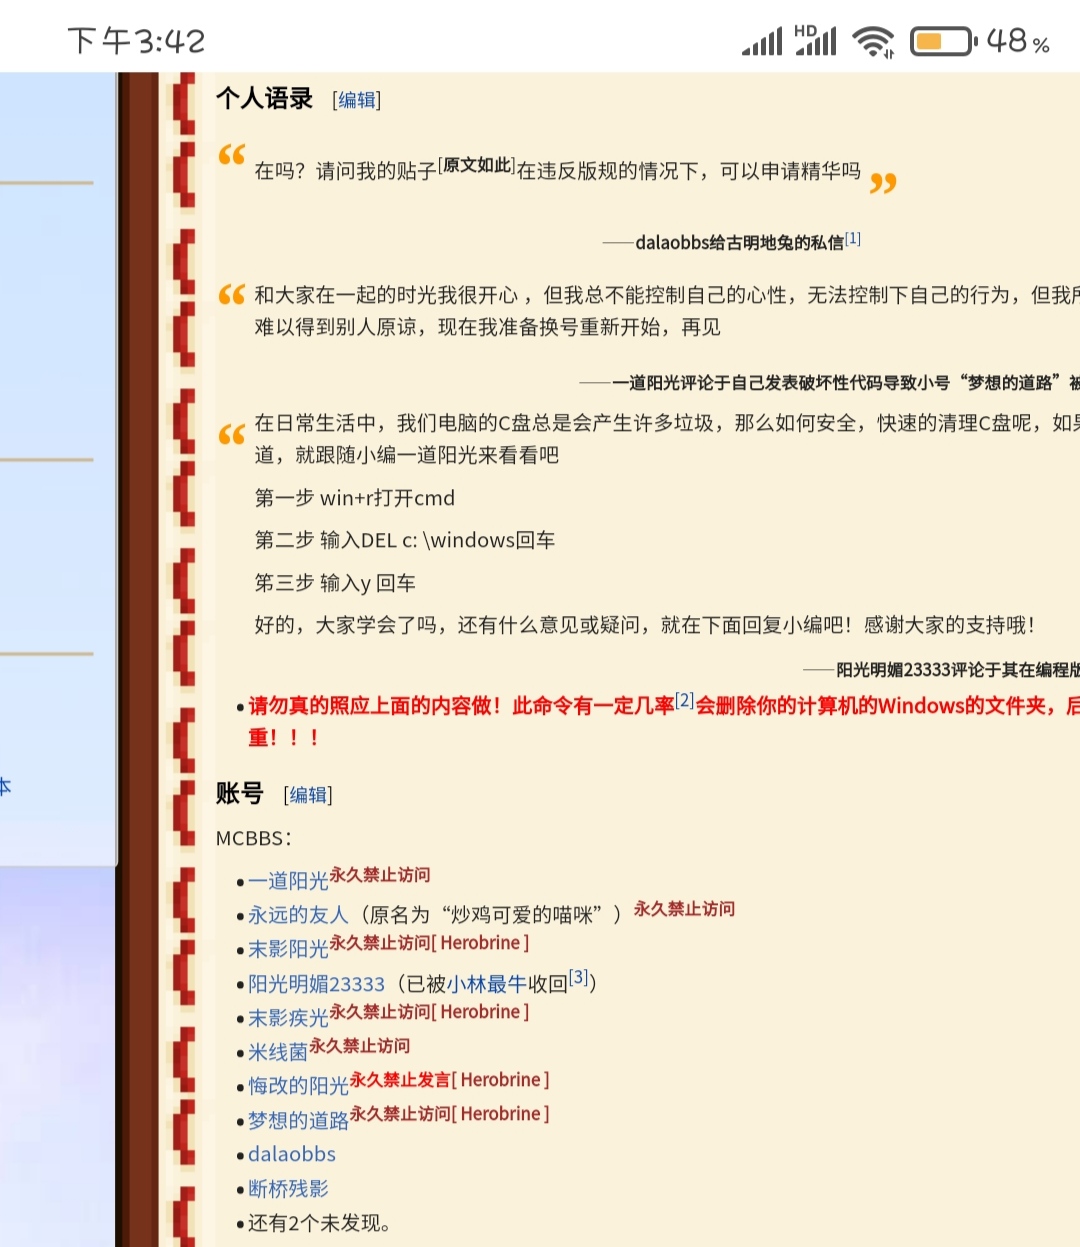 下午3:42 HD 48%
个人语录 [编辑]
“ 在吗？请问我的贴子[原文如此]在违反版规的情况下，可以申请精华吗 ”
——dalaobbs给古明地兔的私信[1]
“ 和大家在一起的时光我很开心 ，但我总不能控制自己的心性，无法控制下自己的行为，但我所
难以得到别人原谅，现在我准备换号重新开始，再见
——一道阳光评论于自己发表破坏性代码导致小号“梦想的道路”被
“ 在日常生活中，我们电脑的C盘总是会产生许多垃圾，那么如何安全，快速的清理C盘呢，如果
道，就跟随小编一道阳光来看看吧
第一步 win+r打开cmd
第二步 输入DEL c: \windows回车
第三步 输入y 回车
好的，大家学会了吗，还有什么意见或疑问，就在下面回复小编吧！感谢大家的支持哦！
——阳光明媚23333评论于其在编程版
•请勿真的照应上面的内容做！此命令有一定几率[2]会删除你的计算机的Windows的文件夹，后
重！！！
本
账号 [编辑]
MCBBS：
•一道阳光永久禁止访问
•永远的友人（原名为“炒鸡可爱的喵咪”）永久禁止访问
•末影阳光永久禁止访问[ Herobrine ]
•阳光明媚23333（已被小林最牛收回[3]）
•末影疾光永久禁止访问[ Herobrine ]
•米线菌永久禁止访问
•悔改的阳光永久禁止发言[ Herobrine ]
•梦想的道路永久禁止访问[ Herobrine ]
•dalaobbs
•断桥残影
•还有2个未发现。